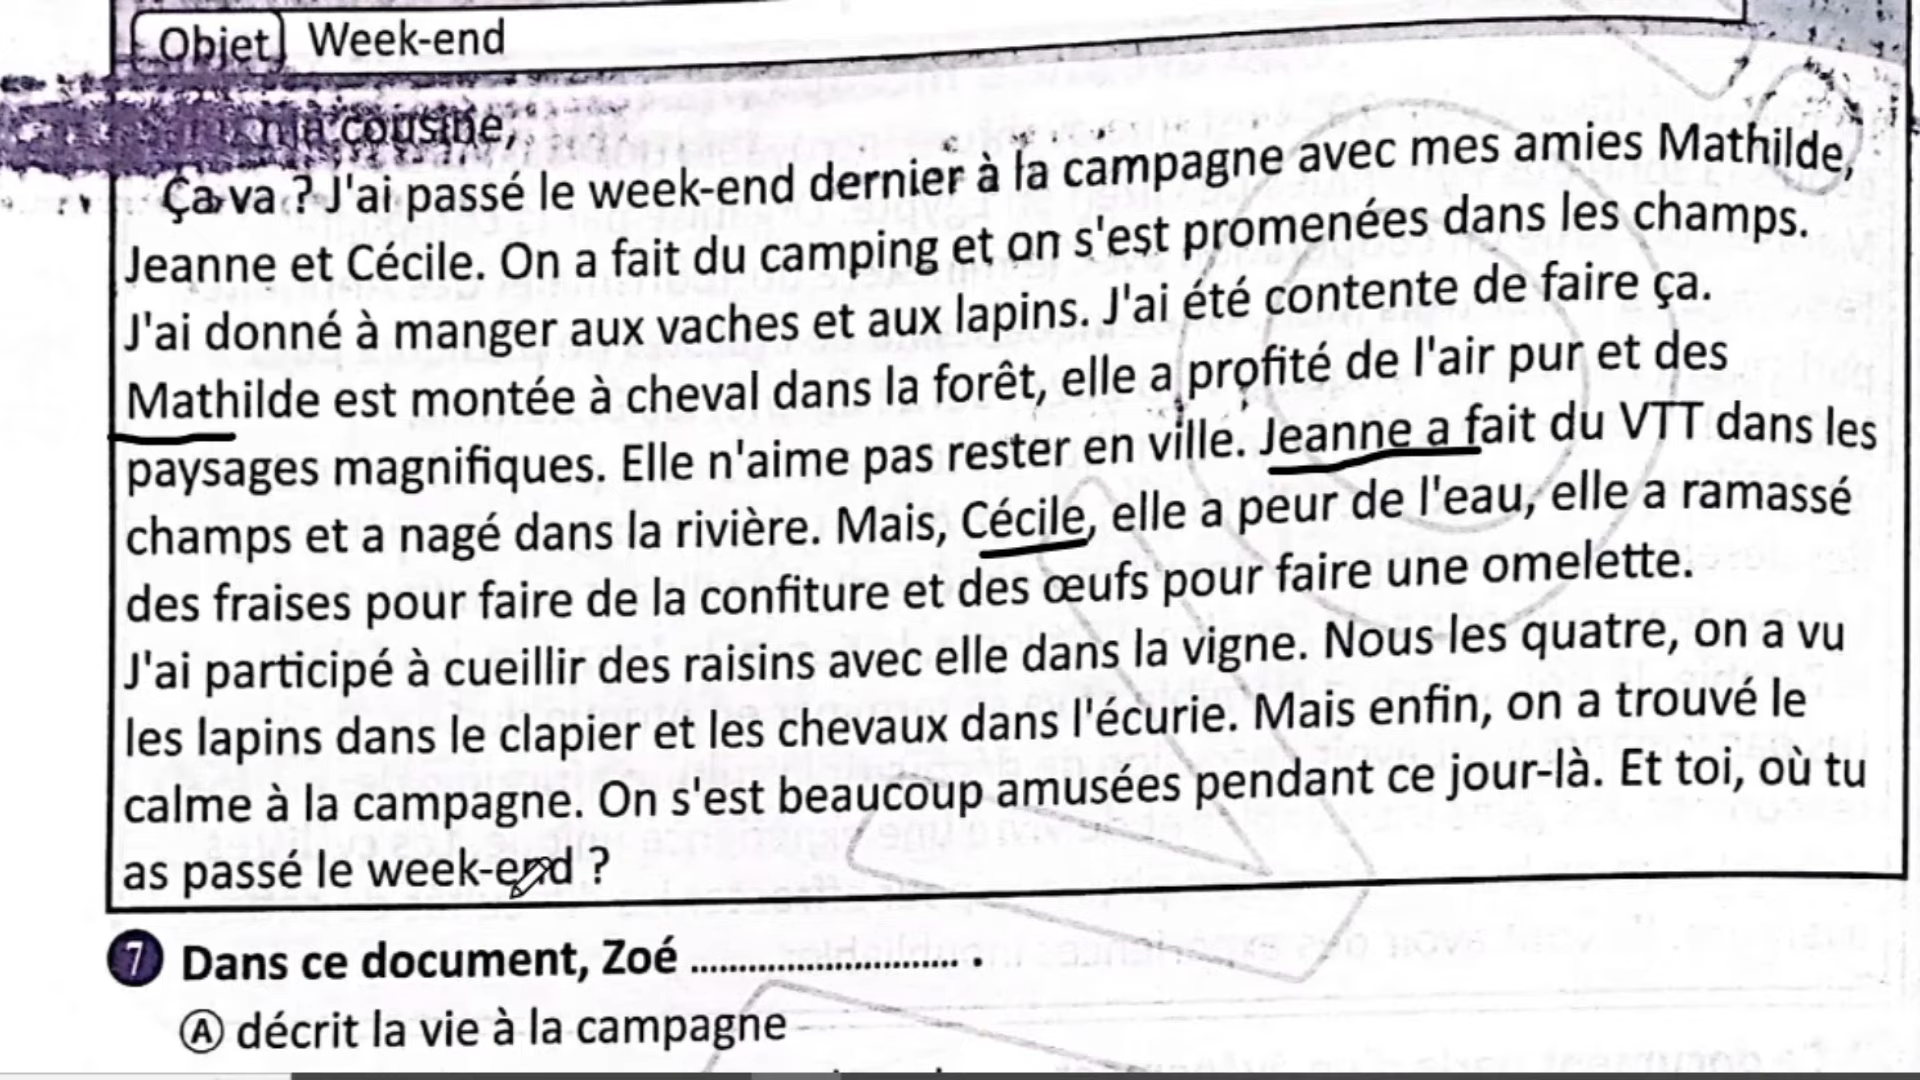 Objet Week-end
ma cousine,
Ça va ? J'ai passé le week-end dernier à la campagne avec mes amies Mathilde,
Jeanne et Cécile. On a fait du camping et on s'est promenées dans les champs.
J'ai donné à manger aux vaches et aux lapins. J'ai été contente de faire ça.
Mathilde est montée à cheval dans la forêt, elle a profité de l'air pur et des
paysages magnifiques. Elle n'aime pas rester en ville. Jeanne a fait du VTT dans les
champs et a nagé dans la rivière. Mais, Cécile, elle a peur de l'eau, elle a ramassé
des fraises pour faire de la confiture et des œufs pour faire une omelette.
J'ai participé à cueillir des raisins avec elle dans la vigne. Nous les quatre, on a vu
les lapins dans le clapier et les chevaux dans l'écurie. Mais enfin, on a trouvé le
calme à la campagne. On s'est beaucoup amusées pendant ce jour-là. Et toi, où tu
as passé le week-end ?
7 Dans ce document, Zoé .......................... .
A décrit la vie à la campagne